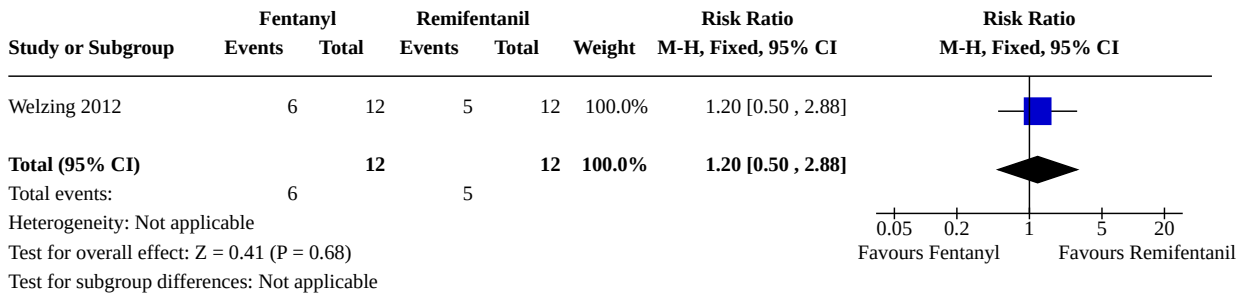 Fentanyl Remifentanil Risk Ratio Risk Ratio
Study or Subgroup Events Total Events Total Weight M-H, Fixed, 95% CI M-H, Fixed, 95% CI
Welzing 2012 6 12 5 12 100.0% 1.20 [0.50 , 2.88]
Total (95% CI) 12 12 100.0% 1.20 [0.50 , 2.88]
Total events: 6 5
Heterogeneity: Not applicable
0.05 0.2 1 5 20
Test for overall effect: Z = 0.41 (P = 0.68) Favours Fentanyl Favours Remifentanil
Test for subgroup differences: Not applicable